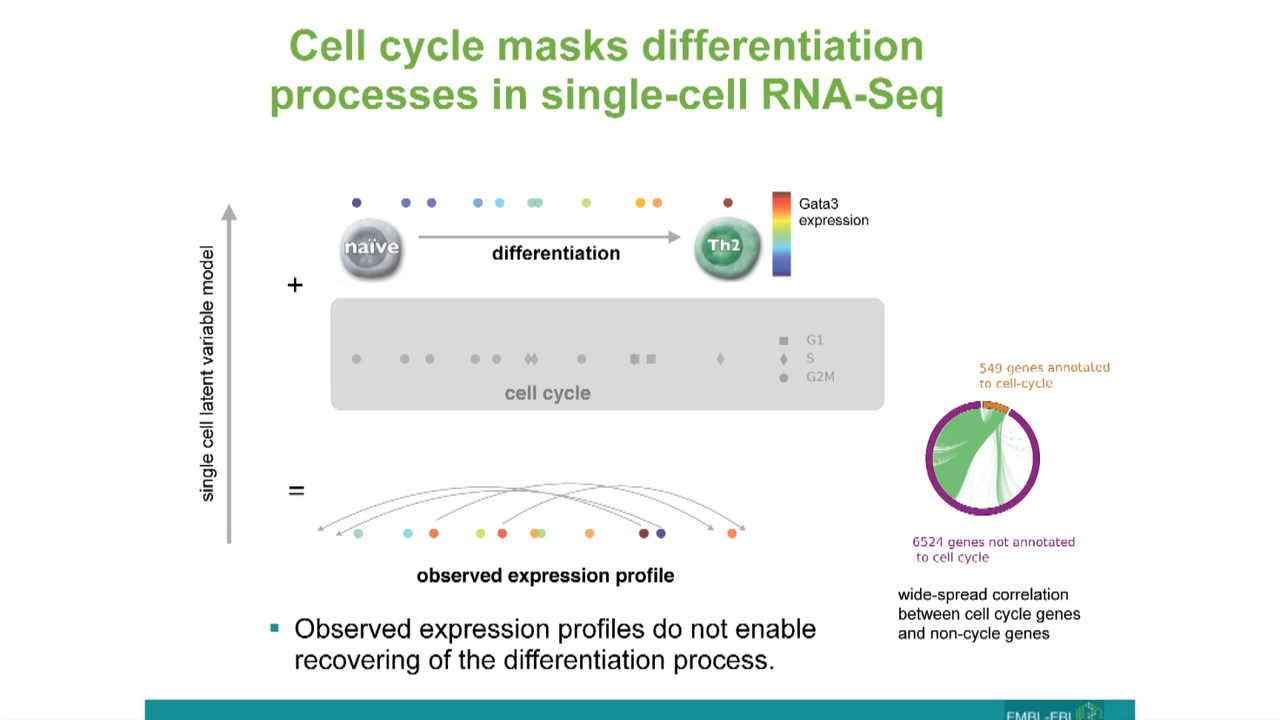 Cell cycle masks differentiation
processes in single-cell RNA-Seq
single cell latent variable model
naïve
differentiation
Th2
Gata3
expression
+
G1
S
G2M
cell cycle
=
observed expression profile
549 genes annotated
to cell-cycle
6524 genes not annotated
to cell cycle
wide-spread correlation
between cell cycle genes
and non-cycle genes
▪ Observed expression profiles do not enable
recovering of the differentiation process.
EMBL-EBI